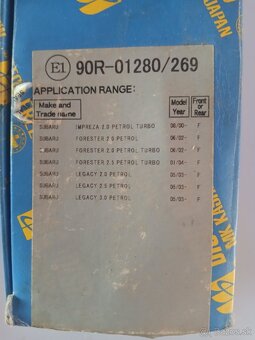 JAPAN
MK KASHI
E1 90R-01280/269
APPLICATION RANGE:
Make and Trade name Model Year Front or Rear
SUBARU IMPREZA 2.0 PETROL TURBO 06/00- F
SUBARU FORESTER 2.0 PETROL 06/02- F
SUBARU FORESTER 2.0 PETROL TURBO 06/02- F
SUBARU FORESTER 2.5 PETROL TURBO 01/04- F
SUBARU LEGACY 2.0 PETROL 05/03- F
SUBARU LEGACY 2.5 PETROL 05/03- F
SUBARU LEGACY 3.0 PETROL 05/03- F